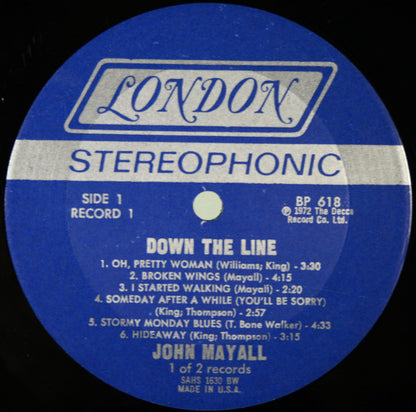 LONDON
STEREOPHONIC
SIDE 1
RECORD 1
BP 618
℗ 1972 The Decca
Record Co. Ltd.
DOWN THE LINE
1. OH, PRETTY WOMAN (Williams; King) - 3:30
2. BROKEN WINGS (Mayall) - 4:15
3. I STARTED WALKING (Mayall) - 2:20
4. SOMEDAY AFTER A WHILE (YOU'LL BE SORRY)
(King; Thompson) - 2:57
5. STORMY MONDAY BLUES (T. Bone Walker) - 4:33
6. HIDEAWAY (King; Thompson) - 3:15
JOHN MAYALL
1 of 2 records
SAHS 1630 BW
MADE IN U.S.A.